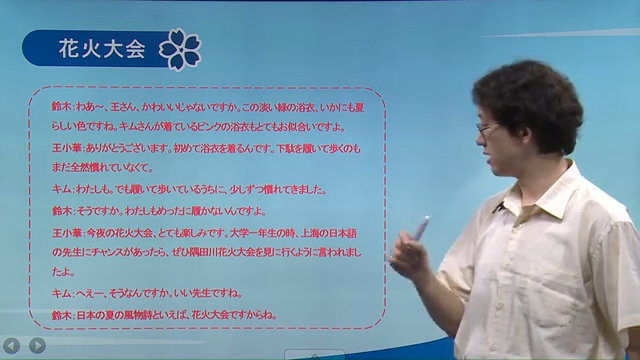 花火大会
鈴木：わあ～、王さん、かわいいじゃないですか。この淡い緑の浴衣、いかにも夏
らしい色ですね。キムさんが着ているピンクの浴衣もとてもお似合いですよ。
王小華：ありがとうございます。初めて浴衣を着るんです。下駄を履いて歩くのも
まだ全然慣れていなくて。
キム：わたしも。でも履いて歩いているうちに、少しずつ慣れてきました。
鈴木：そうですか。わたしもめったに履かないんですよ。
王小華：今夜の花火大会、とても楽しみです。大学一年生の時、上海の日本語
の先生にチャンスがあったら、ぜひ隅田川花火大会を見に行くように言われまし
たよ。
キム：へえー、そうなんですか。いい先生ですね。
鈴木：日本の夏の風物詩といえば、花火大会ですからね。